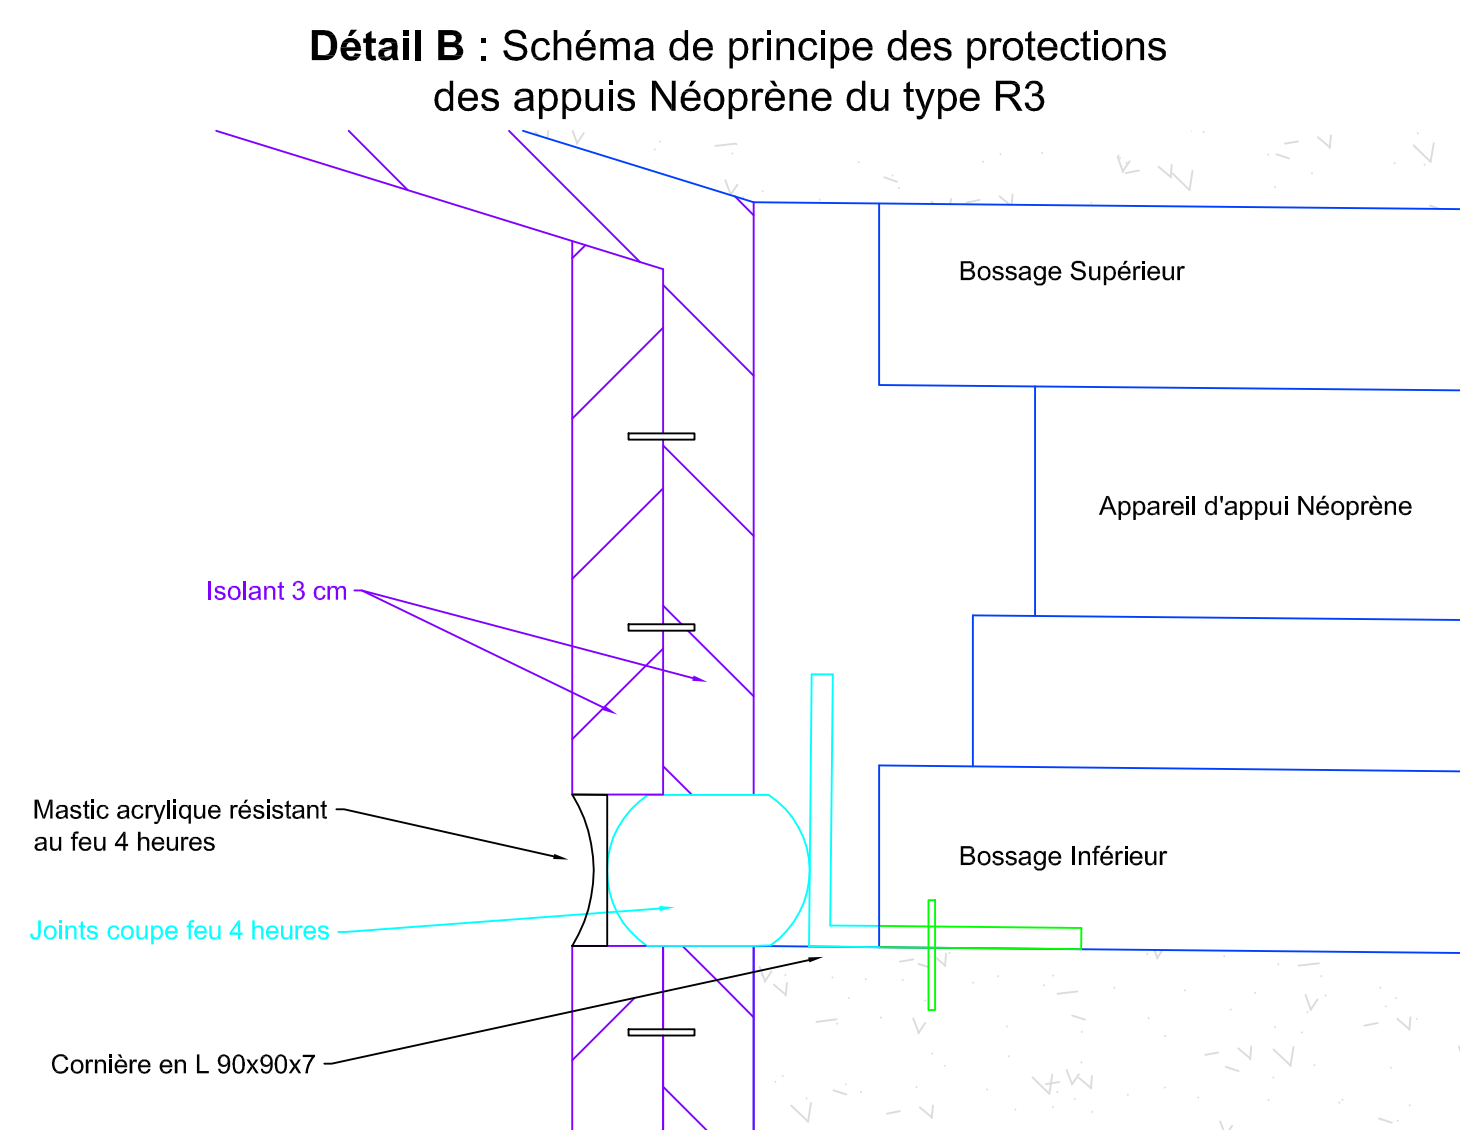 Détail B : Schéma de principe des protections
des appuis Néoprène du type R3
Bossage Supérieur
Appareil d'appui Néoprène
Isolant 3 cm
Mastic acrylique résistant
au feu 4 heures
Bossage Inférieur
Joints coupe feu 4 heures
Cornière en L 90x90x7